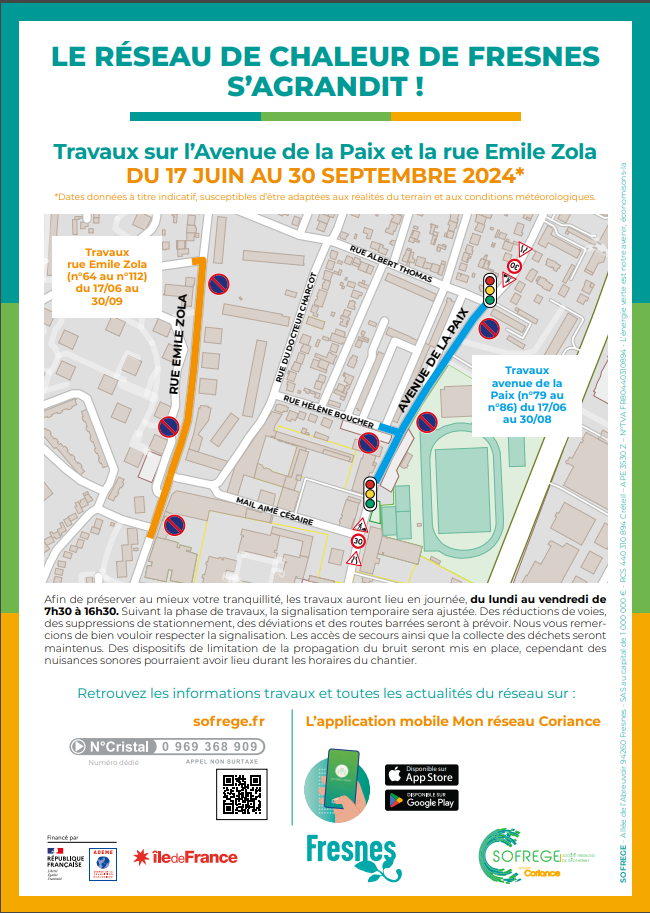 LE RÉSEAU DE CHALEUR DE FRESNES
S'AGRANDIT !
Travaux sur l'Avenue de la Paix et la rue Emile Zola
DU 17 JUIN AU 30 SEPTEMBRE 2024*
*Dates données à titre indicatif, susceptibles d'être adaptées aux réalités du terrain et aux conditions météorologiques.
Travaux
rue Emile Zola
(n°64 au n°112)
du 17/06 au
30/09
RUE EMILE ZOLA
RUE DU DOCTEUR CHARCOT
RUE ALBERT THOMAS
AVENUE DE LA PAIX
30
RUE HÉLÈNE BOUCHER
Travaux
avenue de la
Paix (n°79 au
n°86) du 17/06
au 30/08
MAIL AIMÉ CÉSAIRE
30
Afin de préserver au mieux votre tranquillité, les travaux auront lieu en journée, du lundi au vendredi de
7h30 à 16h30. Suivant la phase de travaux, la signalisation temporaire sera ajustée. Des réductions de voies,
des suppressions de stationnement, des déviations et des routes barrées seront à prévoir. Nous vous remer-
cions de bien vouloir respecter la signalisation. Les accès de secours ainsi que la collecte des déchets seront
maintenus. Des dispositifs de limitation de la propagation du bruit seront mis en place, cependant des
nuisances sonores pourraient avoir lieu durant les horaires du chantier.
Retrouvez les informations travaux et toutes les actualités du réseau sur :
sofrege.fr
N°Cristal 0 969 368 909
Numéro dédié APPEL NON SURTAXE
L'application mobile Mon réseau Coriance
Disponible sur
App Store
DISPONIBLE SUR
Google Play
Financé par
RÉPUBLIQUE
FRANÇAISE
Liberté
Égalité
Fraternité
ADEME
îledeFrance
Fresnes
SOFREGE
Coriance
SOFREGE - Allée de l'Abreuvoir 94260 Fresnes - SAS au capital de 1 000 000 € - RCS 440 310 894 Créteil - APE 3530 Z - N°TVA FR80440310894 - L'énergie verte est notre avenir, économisons-la